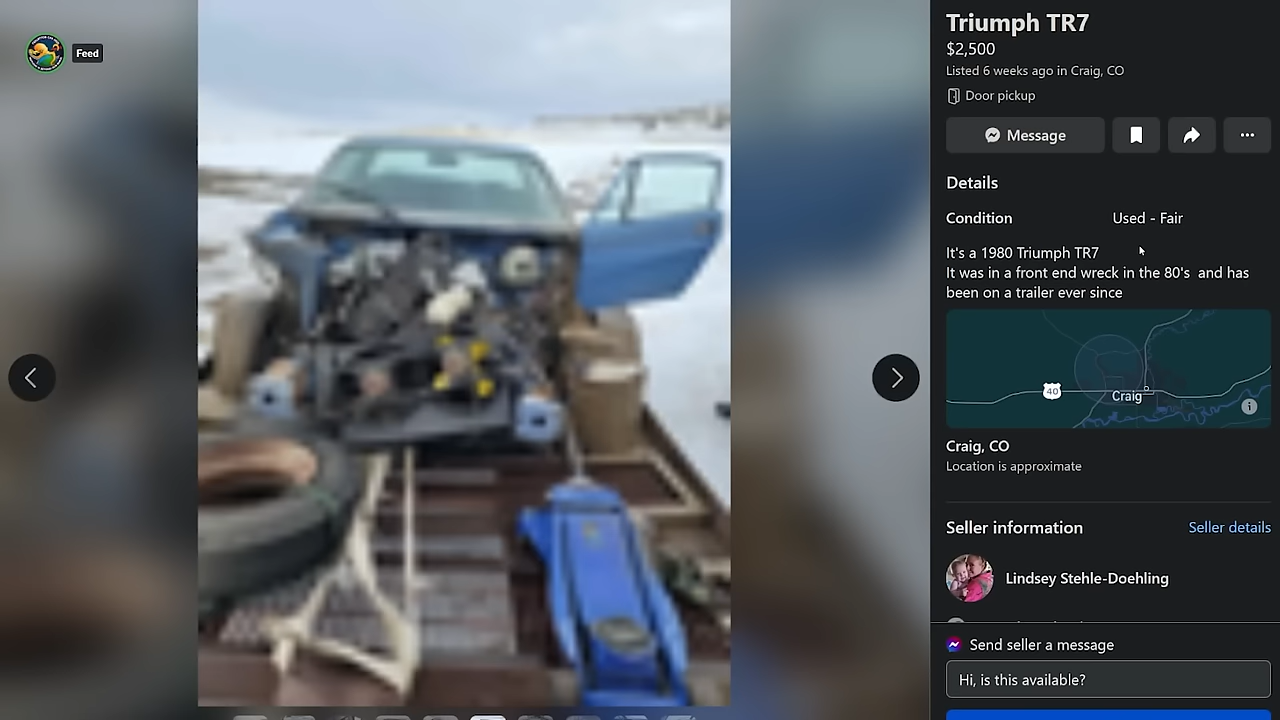 Feed
Triumph TR7
$2,500
Listed 6 weeks ago in Craig, CO
Door pickup
Message
Details
Condition Used - Fair
It's a 1980 Triumph TR7
It was in a front end wreck in the 80's and has
been on a trailer ever since
40
Craig
Craig, CO
Location is approximate
Seller information Seller details
Lindsey Stehle-Doehling
Send seller a message
Hi, is this available?